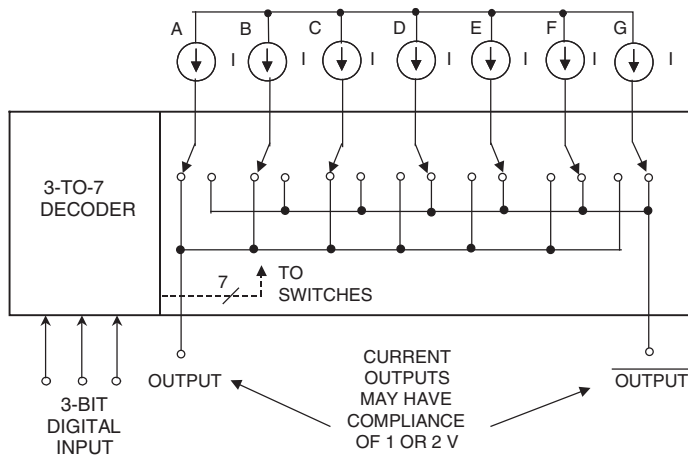 A B C D E F G
I I I I I I I
3-TO-7
DECODER
7
TO
SWITCHES
OUTPUT
CURRENT
OUTPUTS
MAY HAVE
COMPLIANCE
OF 1 OR 2 V
OUTPUT
3-BIT
DIGITAL
INPUT